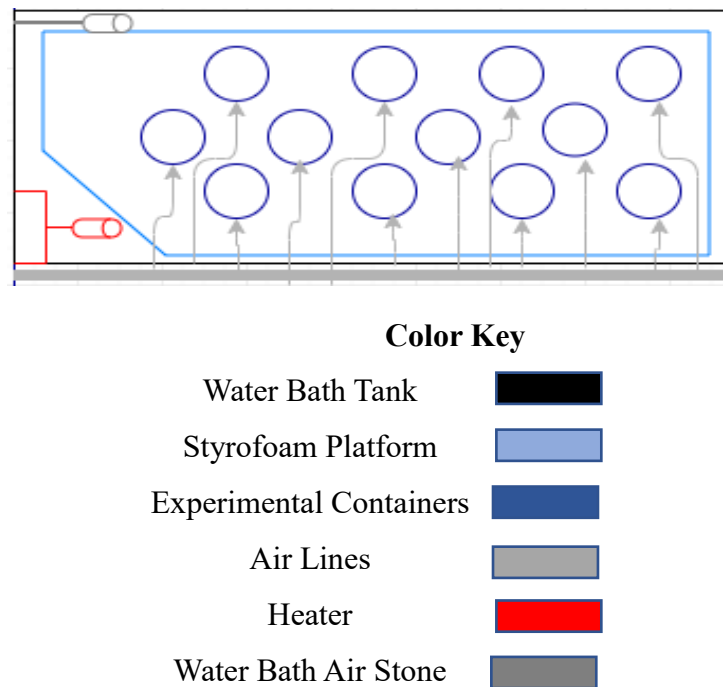 Color Key
Water Bath Tank
Styrofoam Platform
Experimental Containers
Air Lines
Heater
Water Bath Air Stone